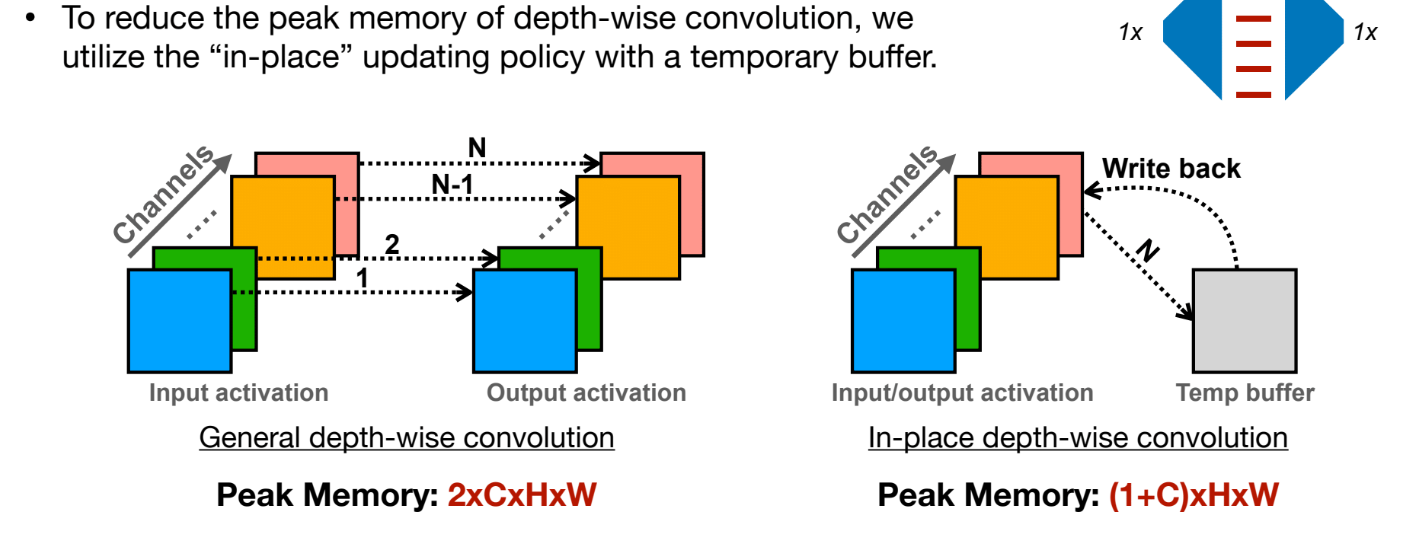 • To reduce the peak memory of depth-wise convolution, we
utilize the “in-place” updating policy with a temporary buffer.
1x
1x
Channels
N
N-1
2
1
Input activation
Output activation
General depth-wise convolution
Peak Memory: 2xCxHxW
Channels
Write back
N
Input/output activation
Temp buffer
In-place depth-wise convolution
Peak Memory: (1+C)xHxW